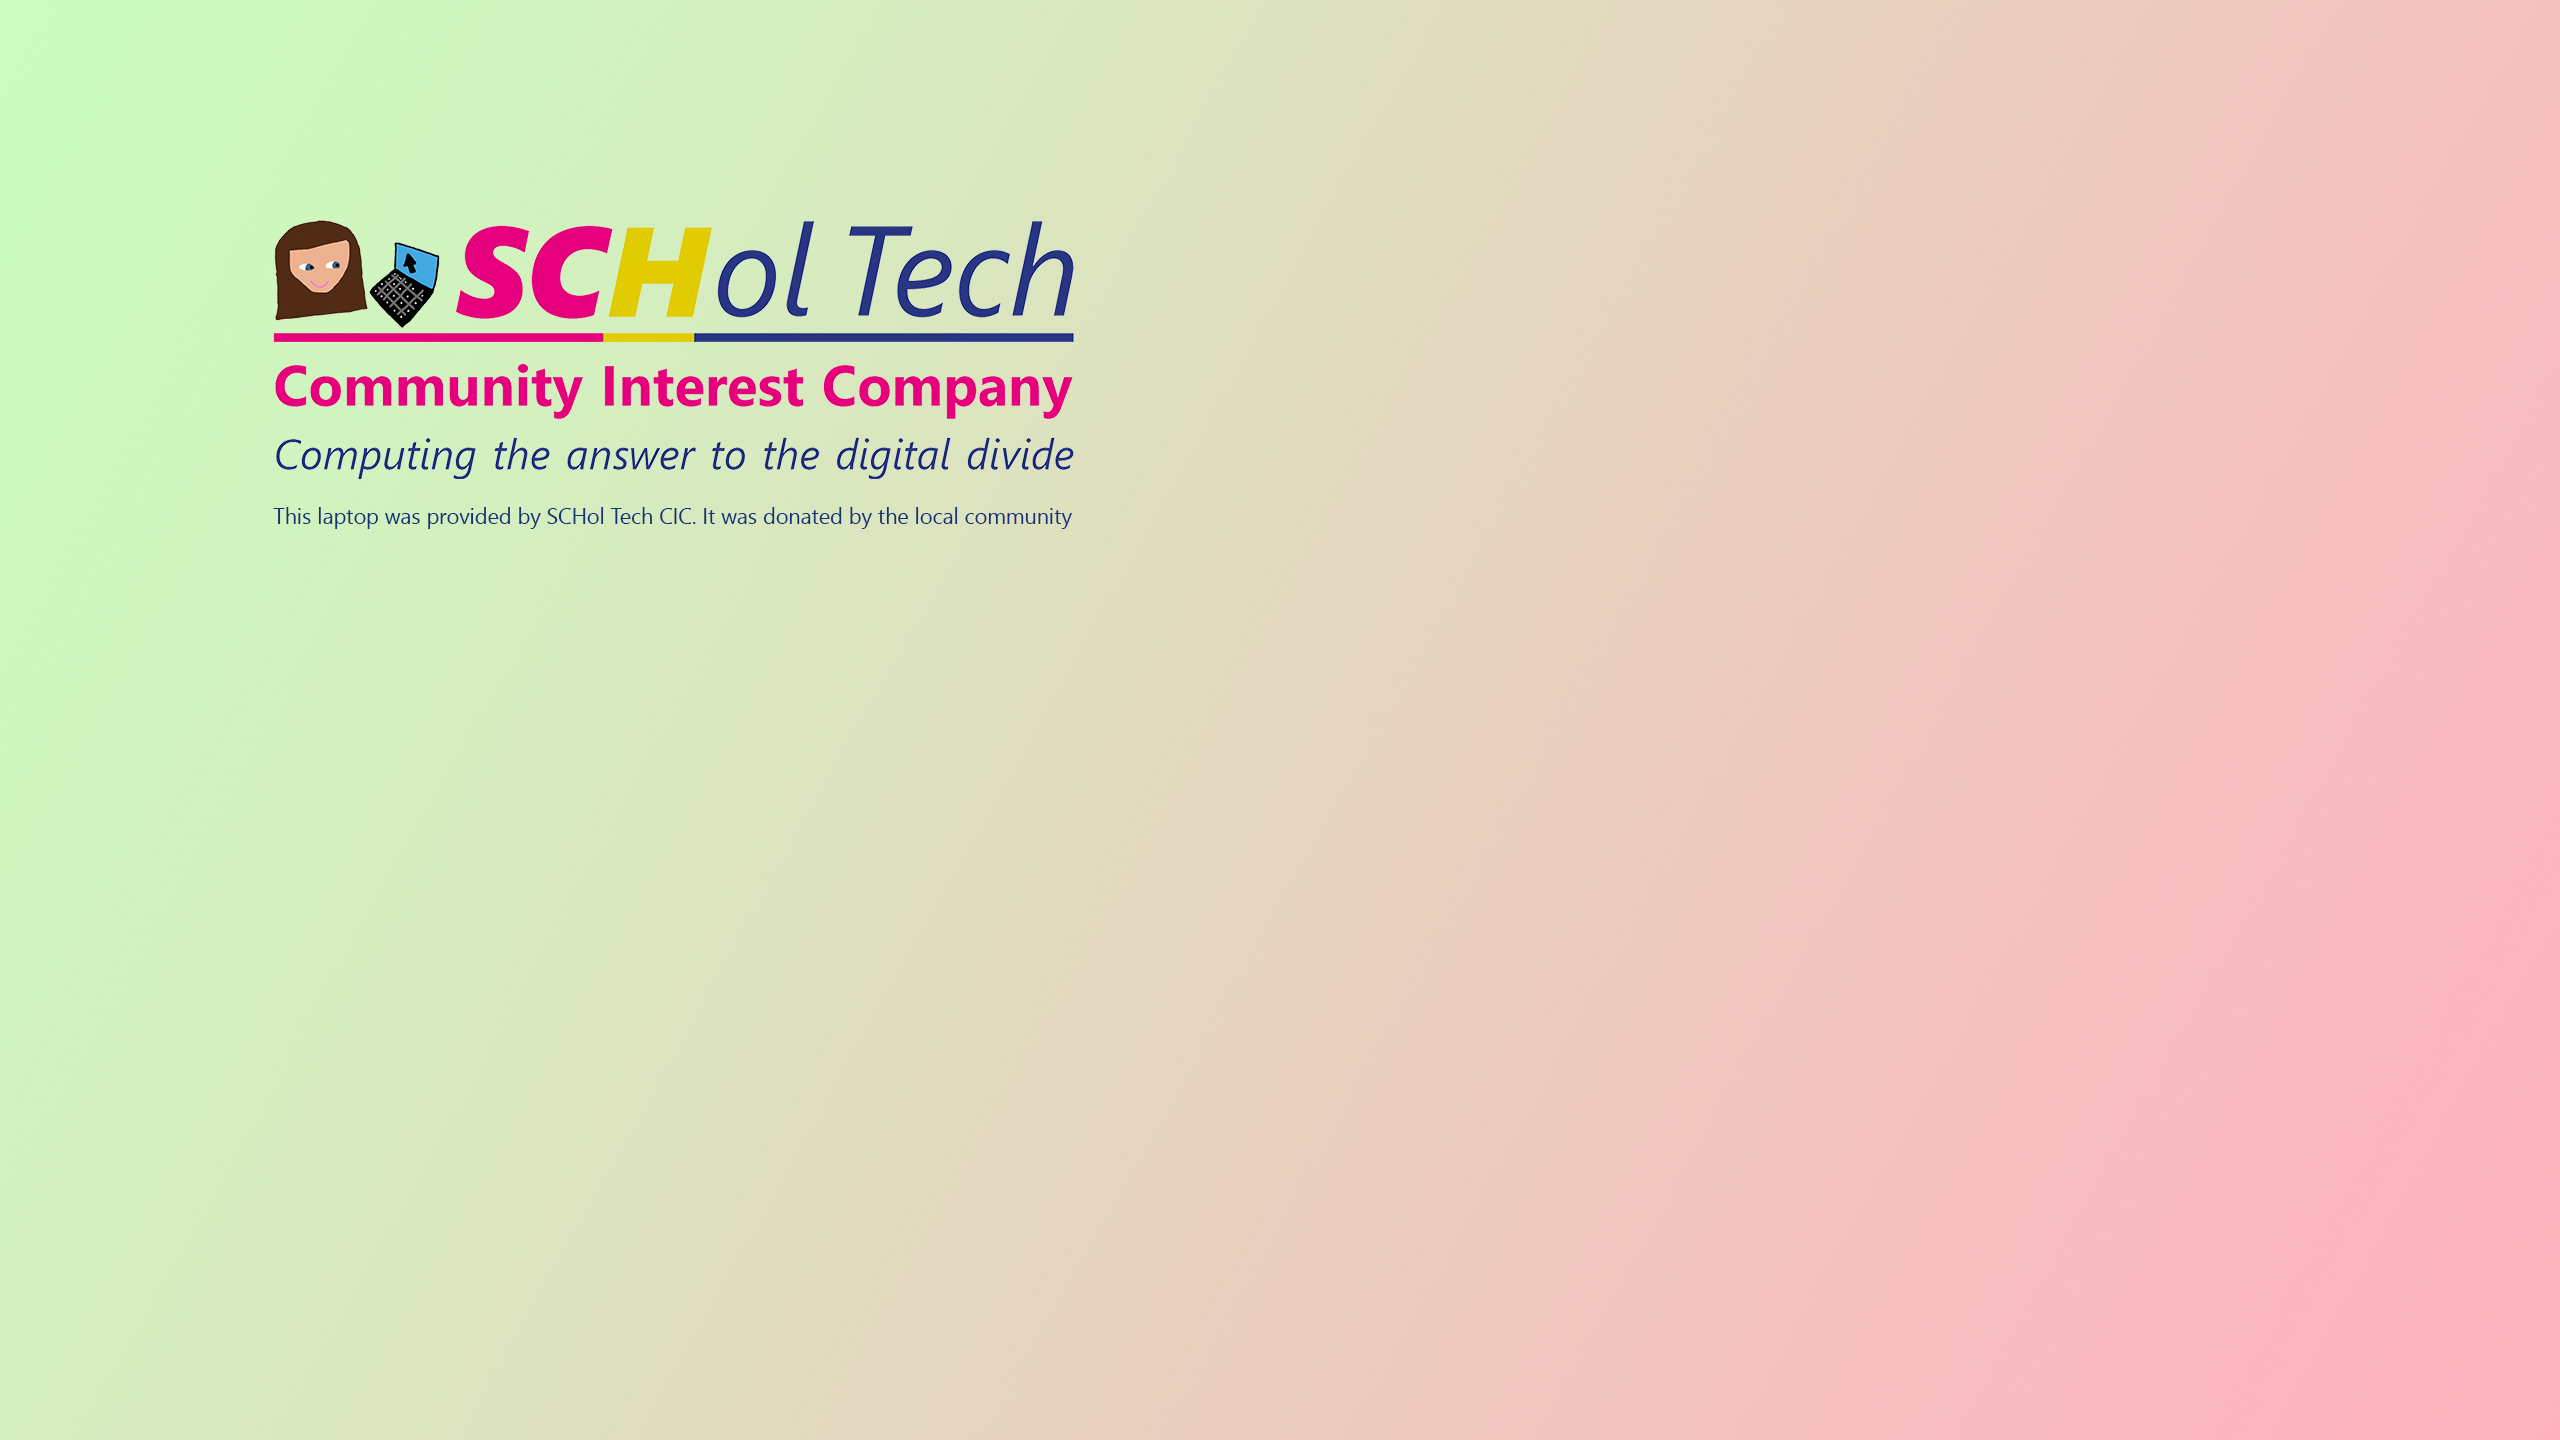 SCHol Tech
Community Interest Company
Computing the answer to the digital divide
This laptop was provided by SCHol Tech CIC. It was donated by the local community